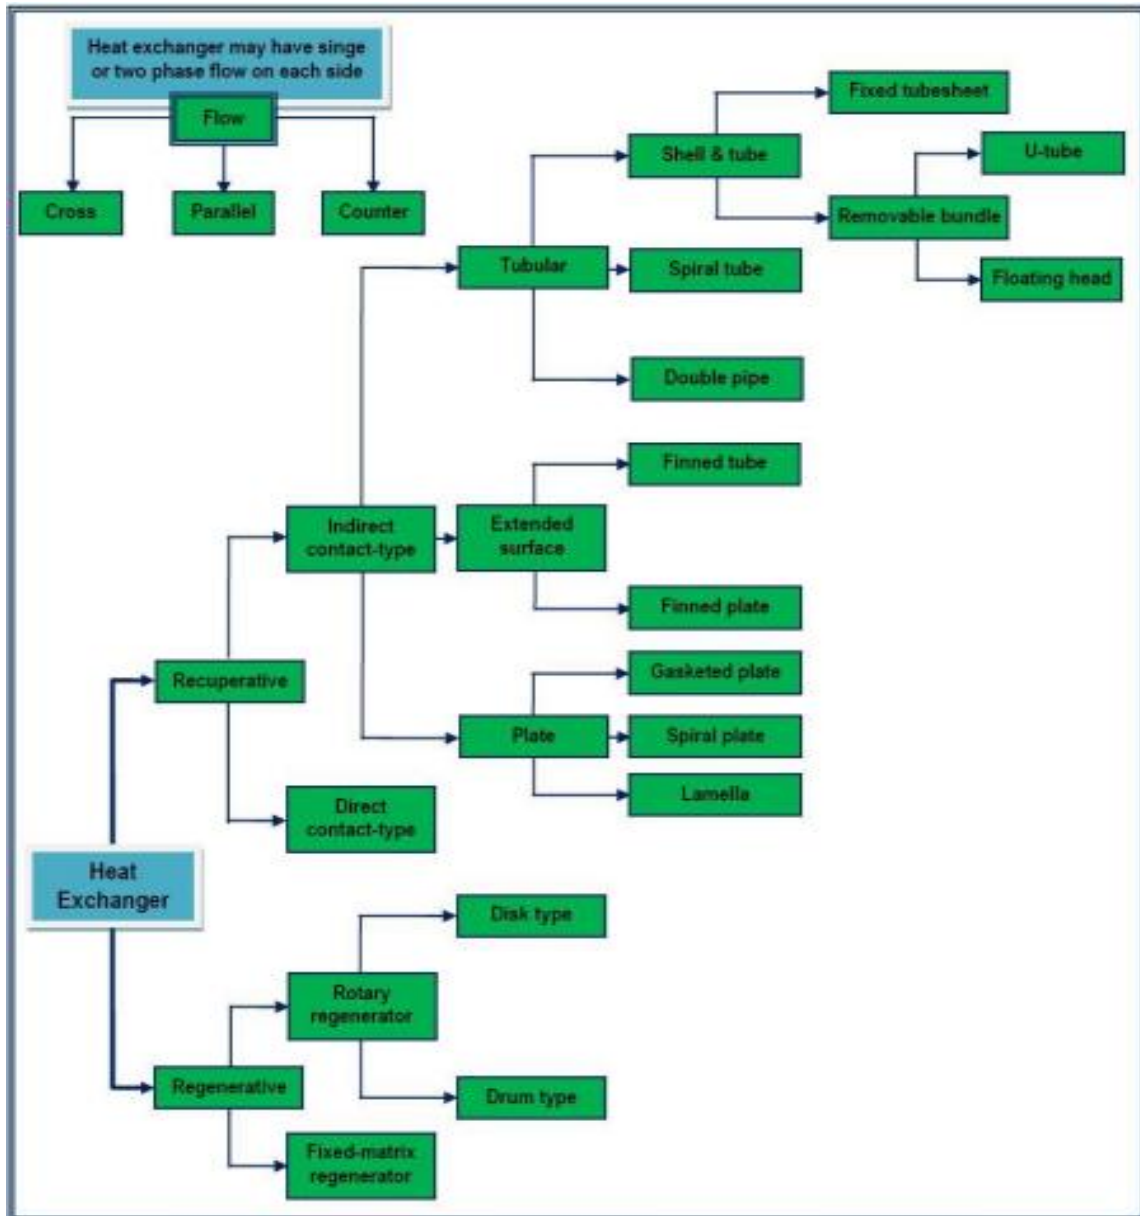 Heat exchanger may have singe
or two phase flow on each side
Flow
Cross
Parallel
Counter
Fixed tubesheet
Shell & tube
U-tube
Removable bundle
Tubular
Spiral tube
Floating head
Double pipe
Finned tube
Indirect
contact-type
Extended
surface
Finned plate
Recuperative
Gasketed plate
Plate
Spiral plate
Lamella
Direct
contact-type
Heat
Exchanger
Disk type
Rotary
regenerator
Regenerative
Drum type
Fixed-matrix
regenerator